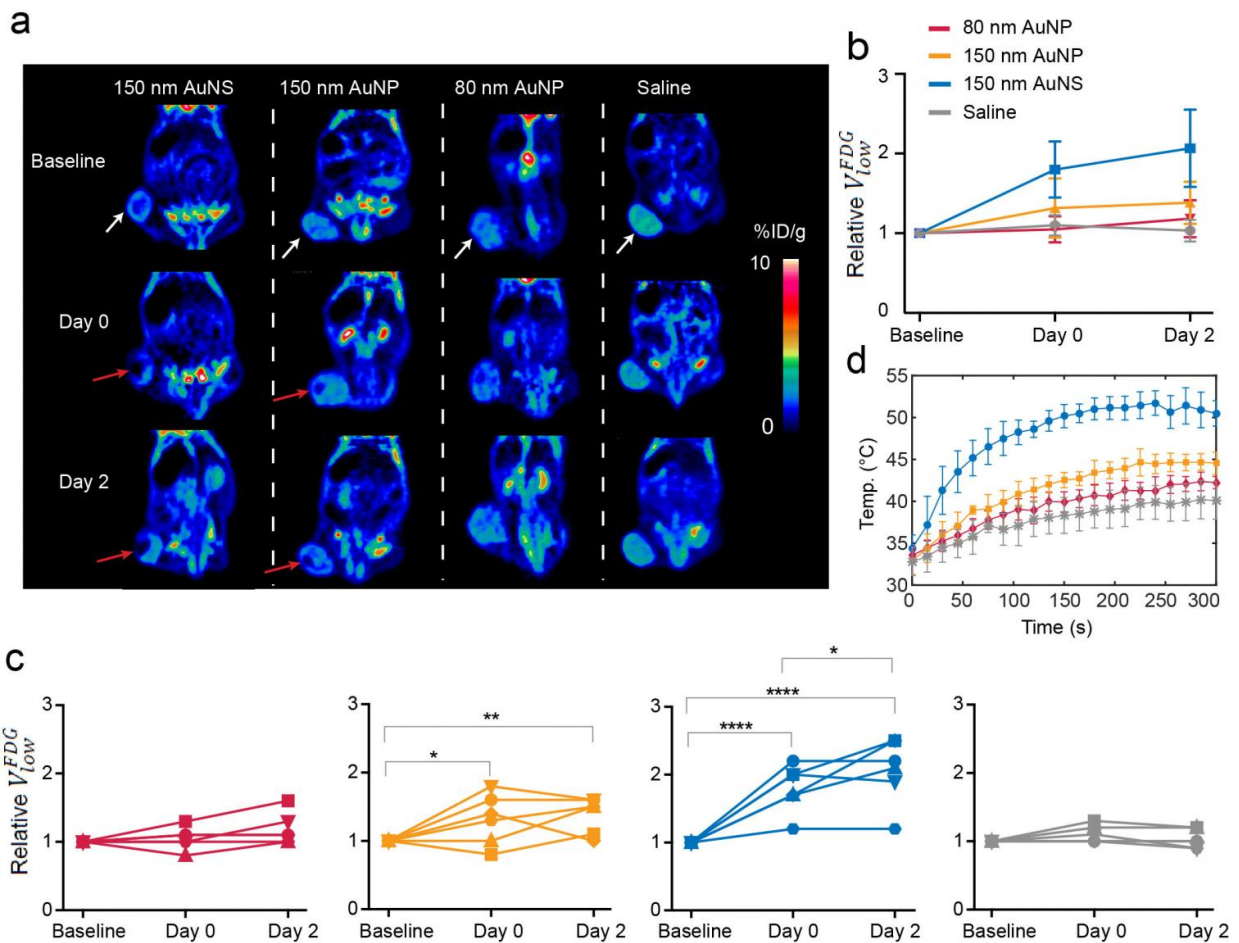 a
150 nm AuNS 150 nm AuNP 80 nm AuNP Saline
Baseline
Day 0
Day 2
%ID/g
10
0
b
80 nm AuNP
150 nm AuNP
150 nm AuNS
Saline
Relative V_low^FDG
3
2
1
0
Baseline Day 0 Day 2
d
Temp. (°C)
55
50
45
40
35
30
0 50 100 150 200 250 300
Time (s)
c
Relative V_low^FDG
3
2
1
0
Baseline Day 0 Day 2
3
2
1
0
**
*
Baseline Day 0 Day 2
3
2
1
0
*
****
****
Baseline Day 0 Day 2
3
2
1
0
Baseline Day 0 Day 2